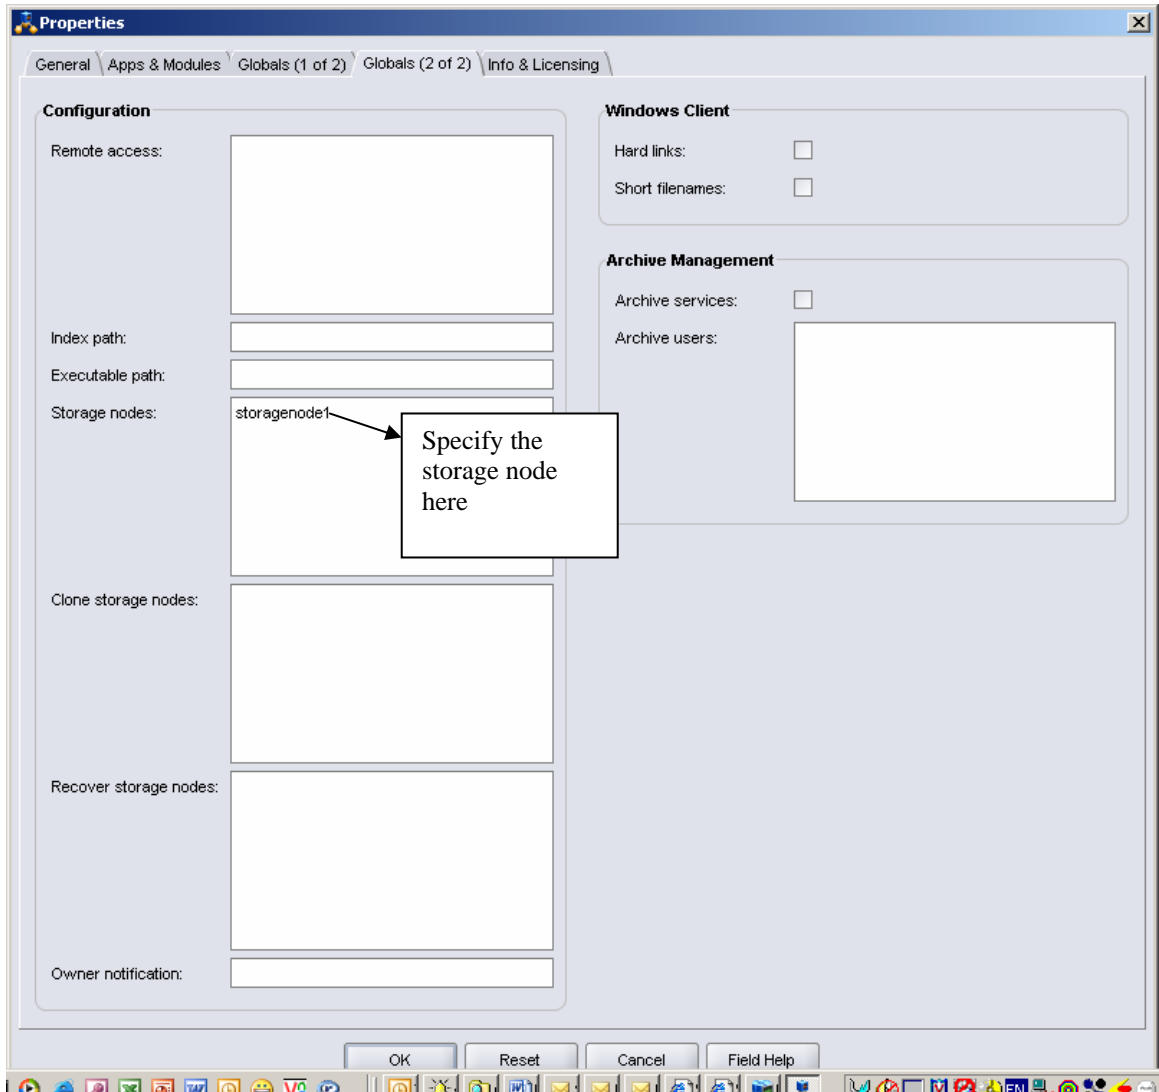 Properties
General Apps & Modules Globals (1 of 2) Globals (2 of 2) Info & Licensing
Configuration
Remote access:
Index path:
Executable path:
Storage nodes: storagenode1
Specify the
storage node
here
Clone storage nodes:
Recover storage nodes:
Owner notification:
Windows Client
Hard links:
Short filenames:
Archive Management
Archive services:
Archive users:
OK Reset Cancel Field Help
EN